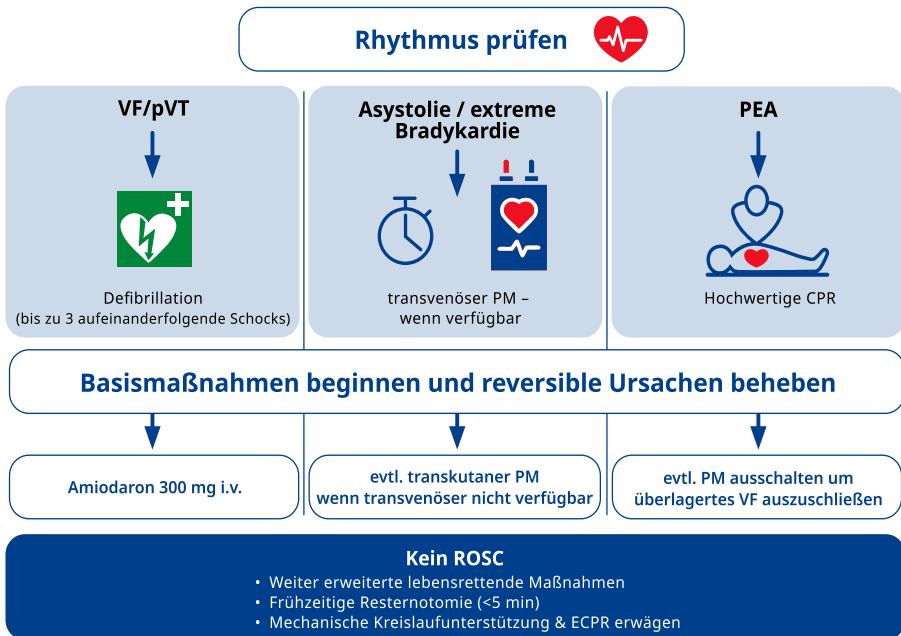 Rhythmus prüfen
VF/pVT
Defibrillation
(bis zu 3 aufeinanderfolgende Schocks)
Asystolie / extreme
Bradykardie
transvenöser PM –
wenn verfügbar
PEA
Hochwertige CPR
Basismaßnahmen beginnen und reversible Ursachen beheben
Amiodaron 300 mg i.v.
evtl. transkutaner PM
wenn transvenöser nicht verfügbar
evtl. PM ausschalten um
überlagertes VF auszuschließen
Kein ROSC
• Weiter erweiterte lebensrettende Maßnahmen
• Frühzeitige Resternotomie (<5 min)
• Mechanische Kreislaufunterstützung & ECPR erwägen